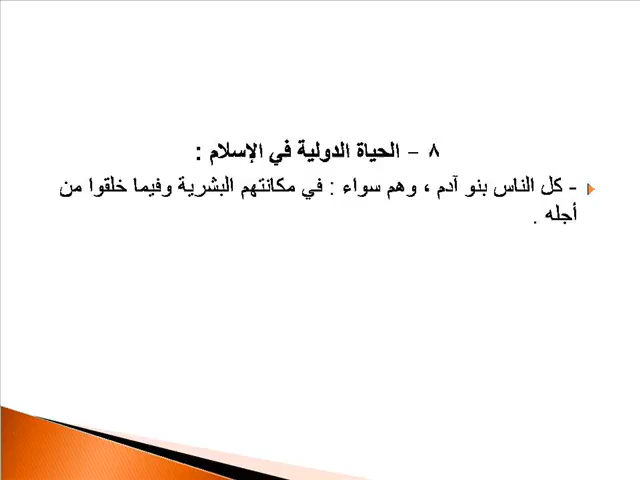 ٨ - الحياة الدولية في الإسلام :
- كل الناس بنو آدم ، وهم سواء : في مكانتهم البشرية وفيما خلقوا من
أجله .